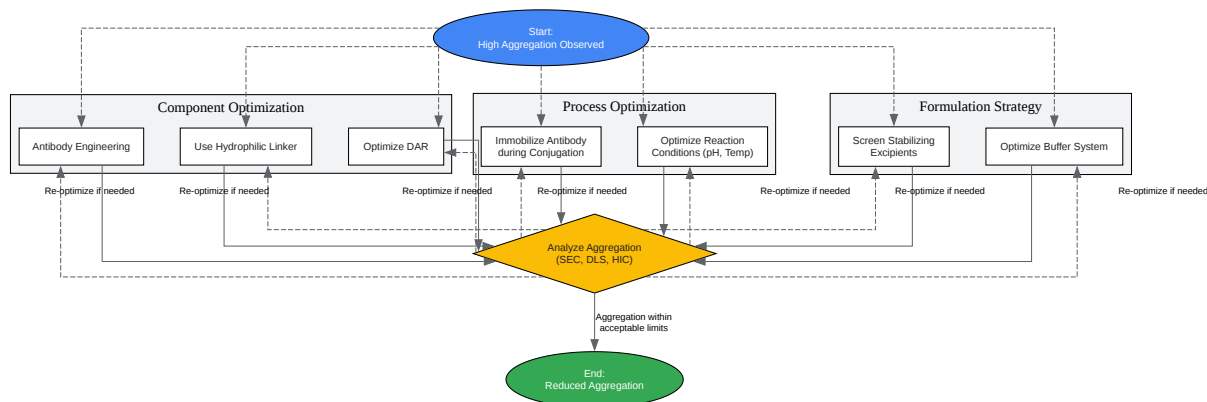 Start:
High Aggregation Observed
Component Optimization
Process Optimization
Formulation Strategy
Antibody Engineering
Use Hydrophilic Linker
Optimize DAR
Immobilize Antibody
during Conjugation
Optimize Reaction
Conditions (pH, Temp)
Screen Stabilizing
Excipients
Optimize Buffer System
Re-optimize if needed
Re-optimize if needed
Re-optimize if needed
Re-optimize if needed
Re-optimize if needed
Re-optimize if needed
Re-optimize if needed
Analyze Aggregation
(SEC, DLS, HIC)
Aggregation within
acceptable limits
End:
Reduced Aggregation